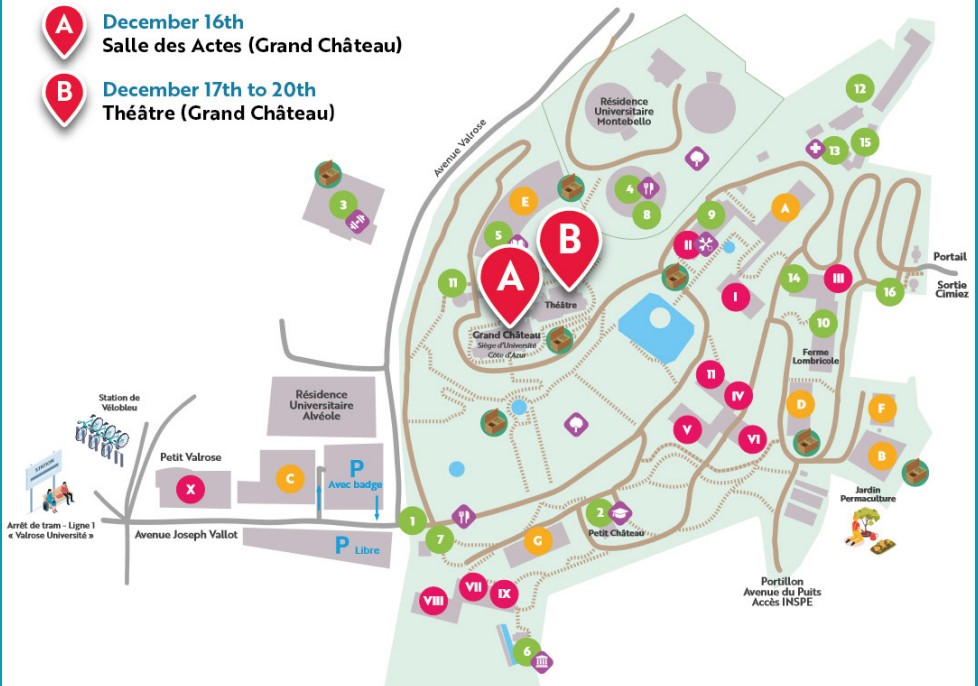 A
December 16th
Salle des Actes (Grand Château)
B
December 17th to 20th
Théâtre (Grand Château)
Avenue Valrose
Résidence
Universitaire
Montebello
12
13
15
3
4
8
E
5
9
A
II
B
A
11
Théâtre
I
14
III
16
Portail
Sortie
Cimiez
Grand Château
Siège d'Université
Côte d'Azur
10
Ferme
Lombricole
Résidence
Universitaire
Alvéole
11
IV
V
VI
D
F
B
Station de
Vélobleu
STATION
Petit Valrose
X
C
P
Avec badge
Jardin
Permaculture
Arrêt de tram - Ligne 1
« Valrose Université »
Avenue Joseph Vallot
P Libre
1
7
2
Petit Château
G
VIII
VII
IX
6
Portillon
Avenue du Puits
Accès INSPE